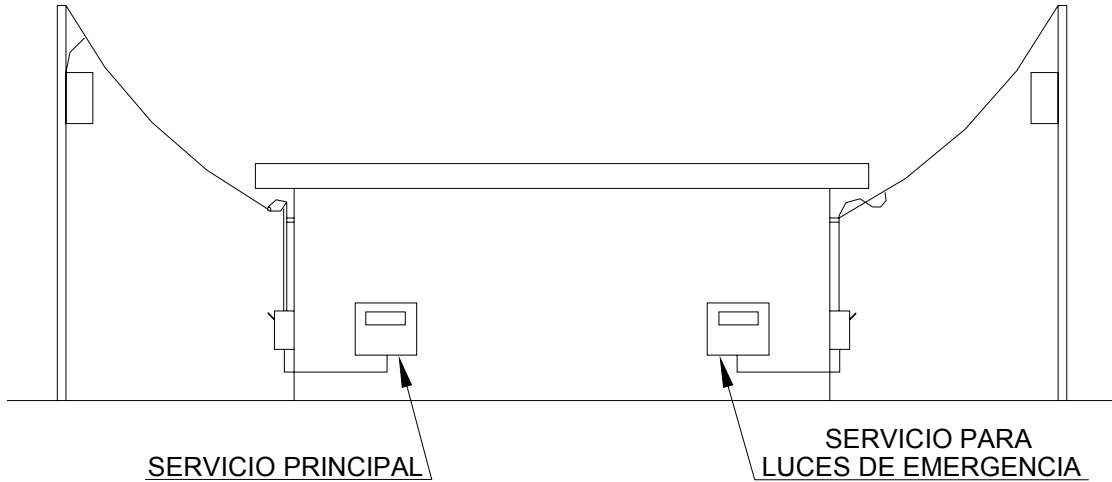 SERVICIO PRINCIPAL
SERVICIO PARA
LUCES DE EMERGENCIA